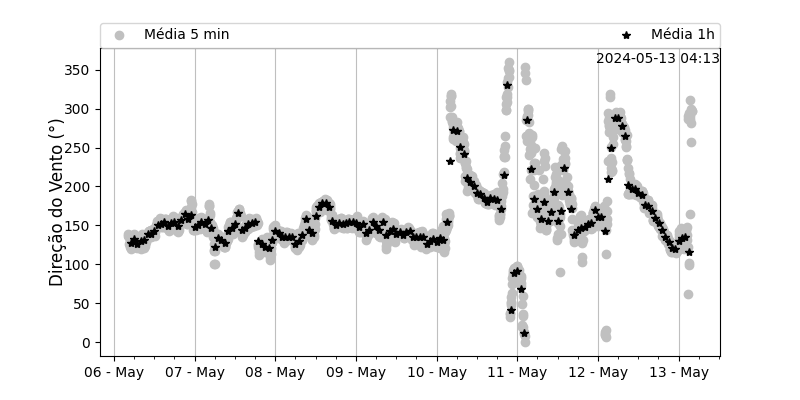 Média 5 min
Média 1h
2024-05-13 04:13
Direção do Vento (°)
350
300
250
200
150
100
50
0
06 - May
07 - May
08 - May
09 - May
10 - May
11 - May
12 - May
13 - May